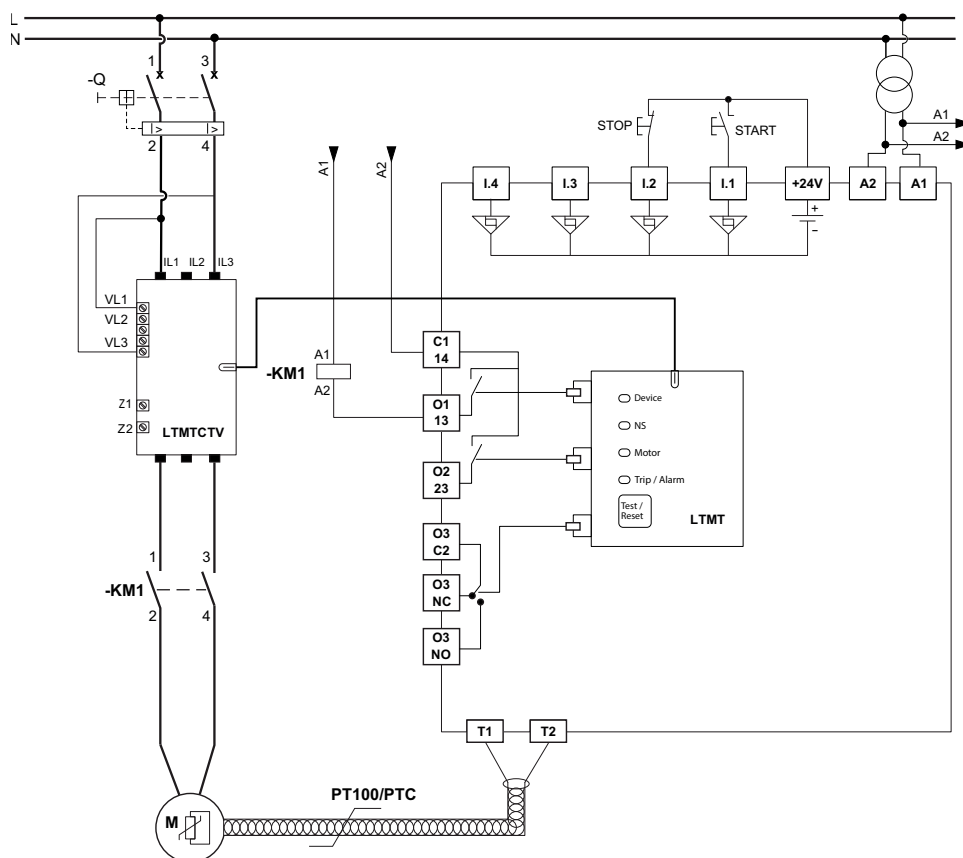 L
N
1
3
-Q
I>
I>
2
4
STOP
START
A1
A2
A1
A2
I.4
I.3
I.2
I.1
+24V
A2
A1
+
−
IL1
IL2
IL3
VL1
VL2
VL3
Z1
Z2
LTMTCTV
A1
-KM1
A2
C1
14
O1
13
O2
23
O3
C2
O3
NC
O3
NO
Device
NS
Motor
Trip / Alarm
Test /
Reset
LTMT
1
3
-KM1
2
4
T1
T2
PT100/PTC
M